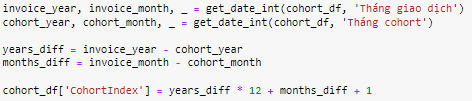 invoice_year, invoice_month, _ = get_date_int(cohort_df, 'Tháng giao dịch')
cohort_year, cohort_month, _ = get_date_int(cohort_df, 'Tháng cohort')
years_diff = invoice_year - cohort_year
months_diff = invoice_month - cohort_month
cohort_df['CohortIndex'] = years_diff * 12 + months_diff + 1